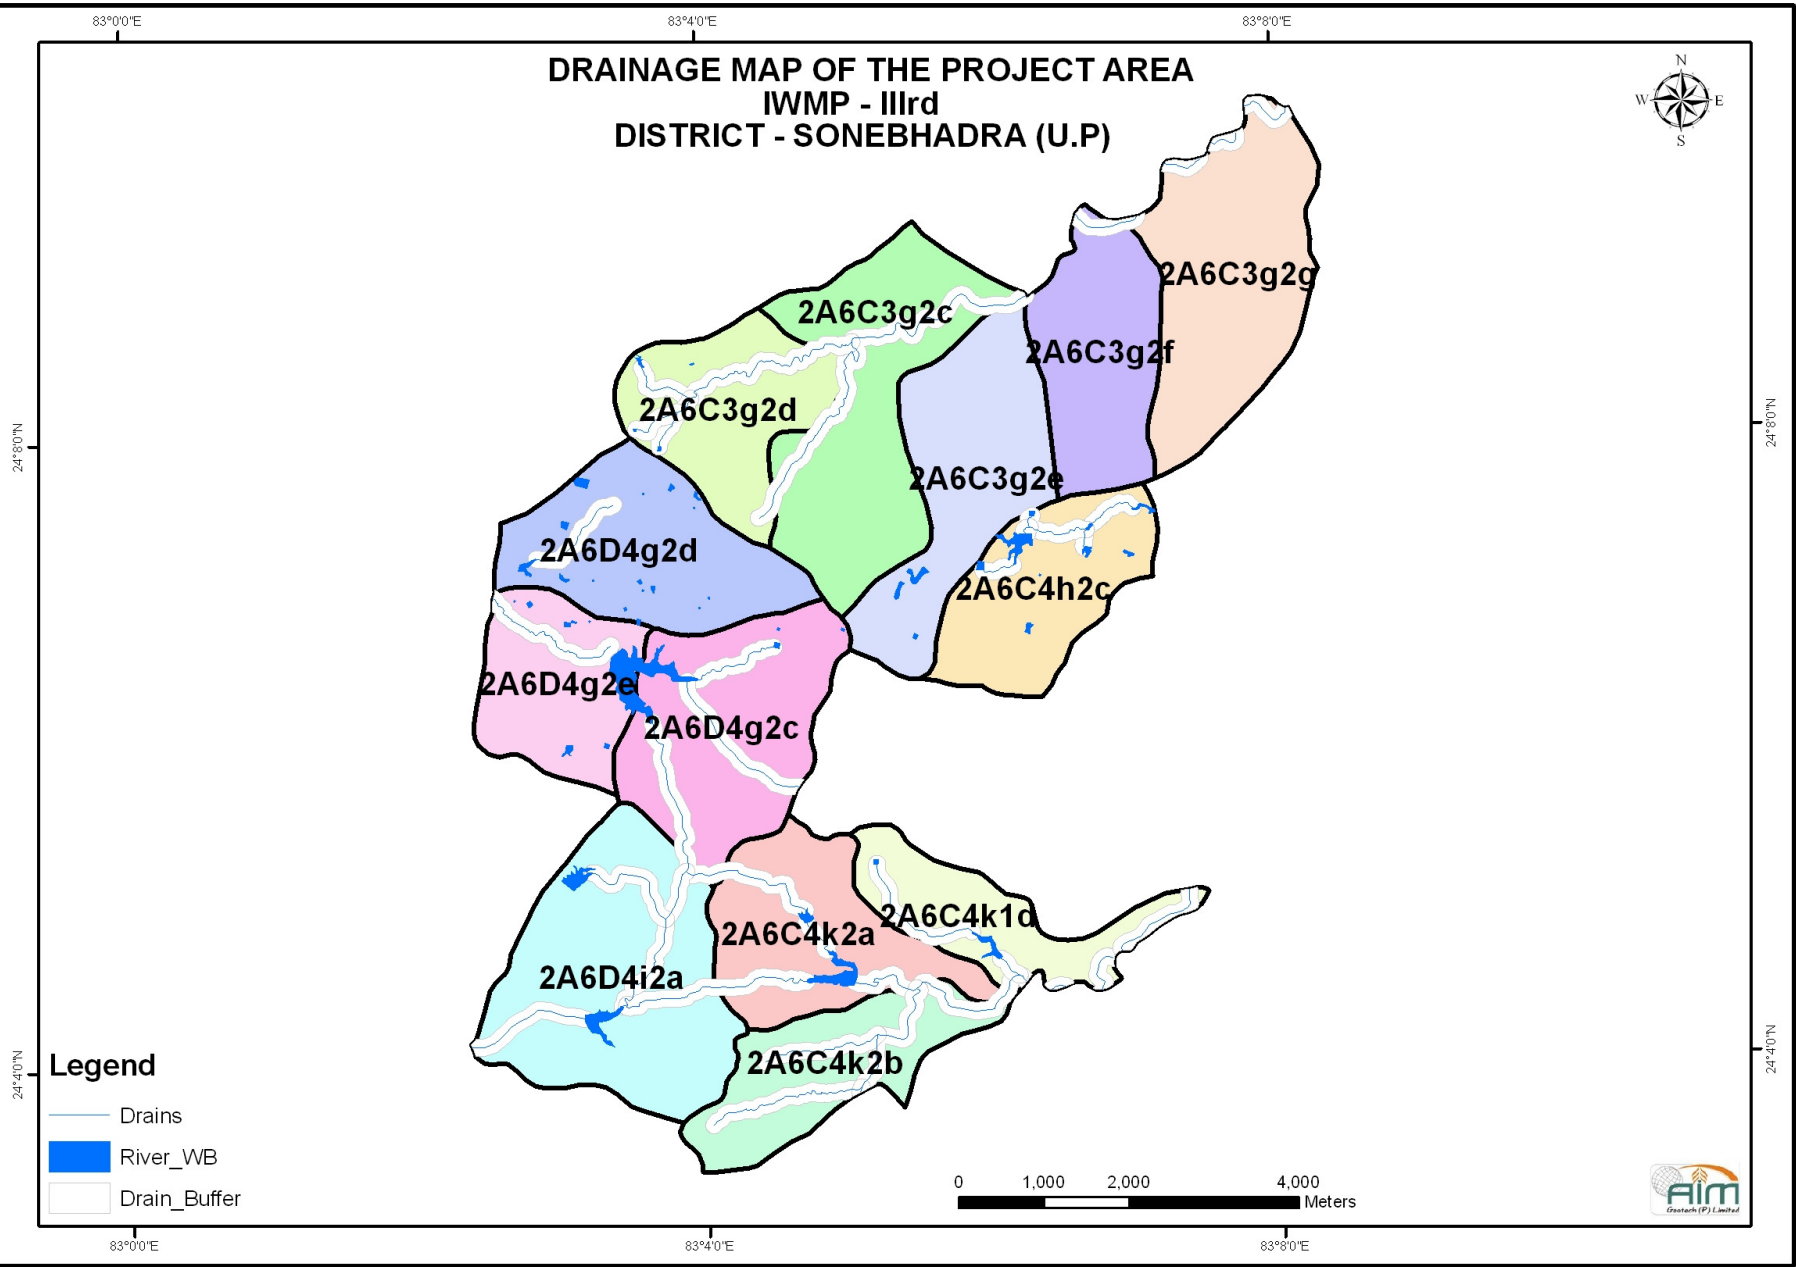 83°0'0"E 83°4'0"E 83°8'0"E
DRAINAGE MAP OF THE PROJECT AREA
IWMP - IIIrd
DISTRICT - SONEBHADRA (U.P)
N
W E
S
2A6C3g2g
2A6C3g2c
2A6C3g2f
2A6C3g2d
24°8'0"N 24°8'0"N
2A6C3g2e
2A6D4g2d
2A6C4h2c
2A6D4g2e
2A6D4g2c
2A6C4k1d
2A6C4k2a
2A6D4i2a
2A6C4k2b
24°4'0"N 24°4'0"N
Legend
Drains
River_WB
Drain_Buffer
0 1,000 2,000 4,000
Meters
AIM
Geotech (P) Limited
83°0'0"E 83°4'0"E 83°8'0"E